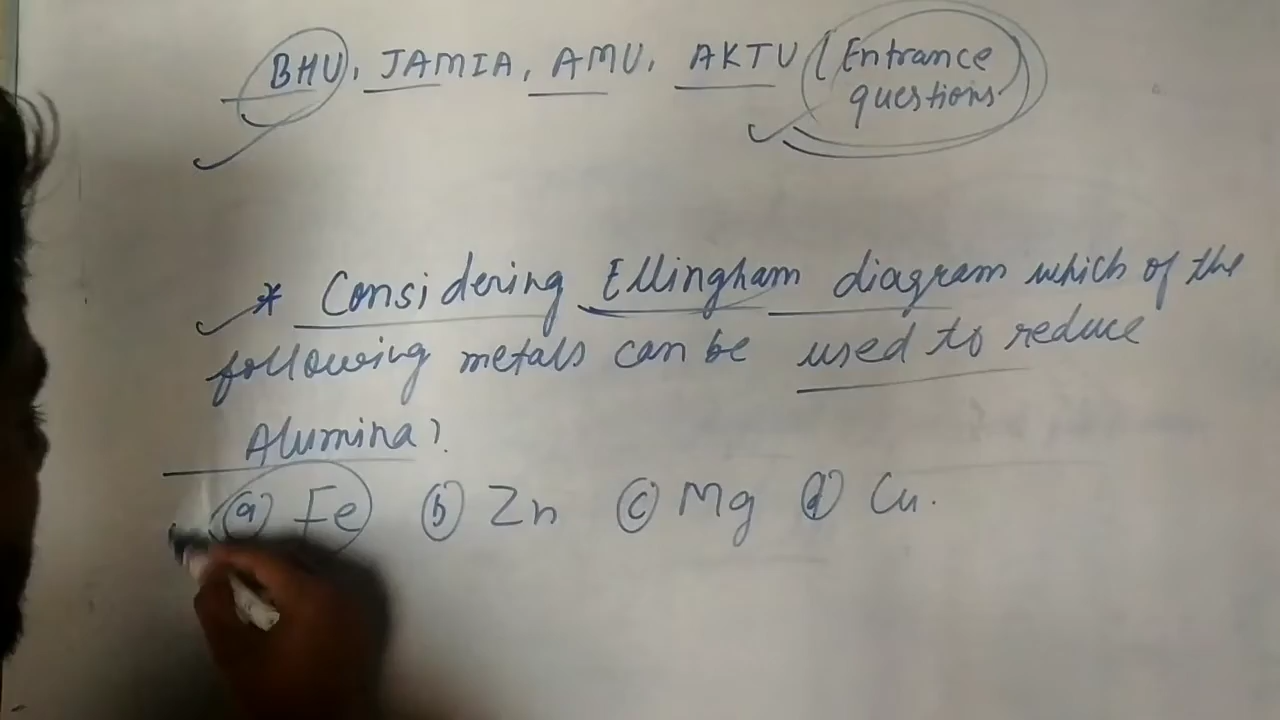 BHU, JAMIA, AMU, AKTU (Entrance
questions)
* Considering Ellingham diagram which of the
following metals can be used to reduce
Alumina?
(a) Fe (b) Zn (c) Mg (d) Cu.